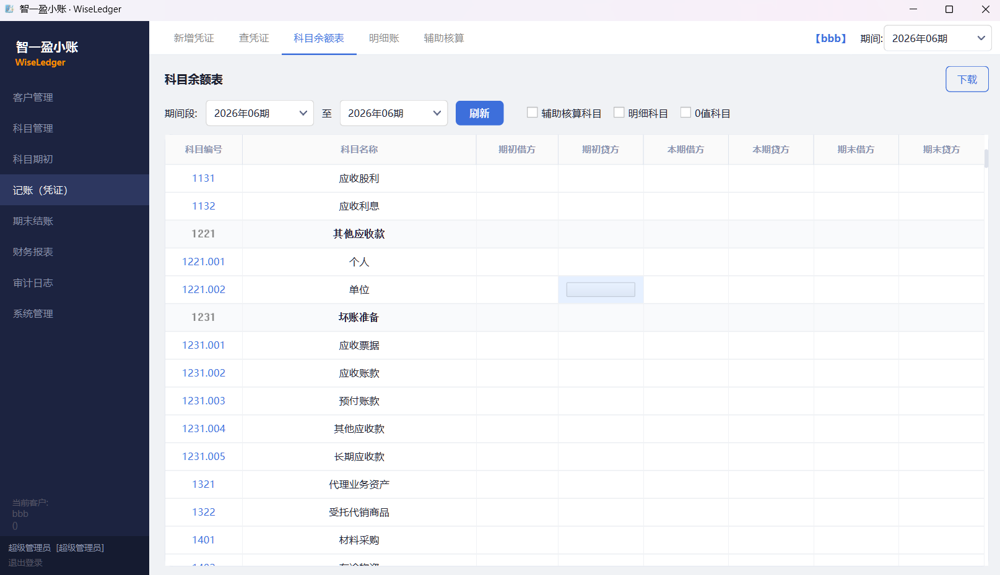 智一盈小账 · WiseLedger
智一盈小账
WiseLedger
客户管理
科目管理
科目期初
记账（凭证）
期末结账
财务报表
审计日志
系统管理
当前客户:
bbb
()
超级管理员 [超级管理员]
退出登录
新增凭证 查凭证 科目余额表 明细账 辅助核算 【bbb】 期间: 2026年06期
科目余额表 下载
期间段: 2026年06期 至 2026年06期 刷新 辅助核算科目 明细科目 0值科目
科目编号 科目名称 期初借方 期初贷方 本期借方 本期贷方 期末借方 期末贷方
1131 应收股利
1132 应收利息
1221 其他应收款
1221.001 个人
1221.002 单位
1231 坏账准备
1231.001 应收票据
1231.002 应收账款
1231.003 预付账款
1231.004 其他应收款
1231.005 长期应收款
1321 代理业务资产
1322 受托代销商品
1401 材料采购